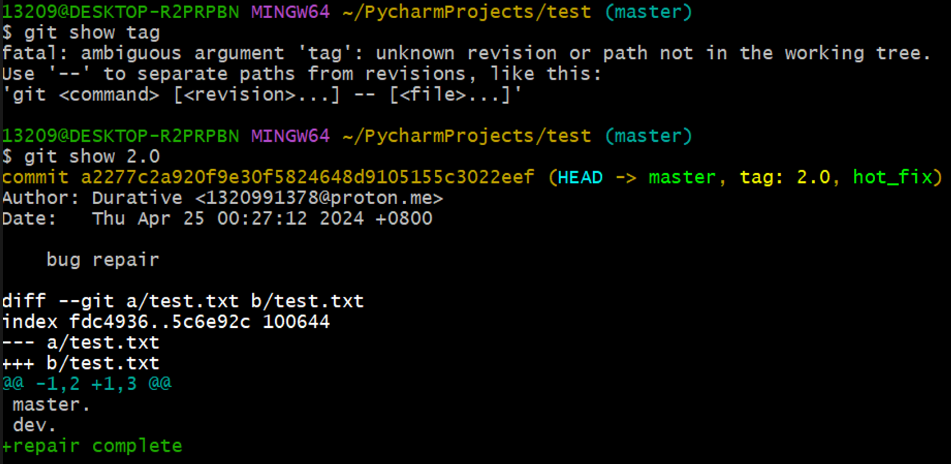 13209@DESKTOP-R2PRPBN MINGW64 ~/PycharmProjects/test (master)
$ git show tag
fatal: ambiguous argument 'tag': unknown revision or path not in the working tree.
Use '--' to separate paths from revisions, like this:
'git <command> [<revision>...] -- [<file>...]'
13209@DESKTOP-R2PRPBN MINGW64 ~/PycharmProjects/test (master)
$ git show 2.0
commit a2277c2a920f9e30f5824648d9105155c3022eef (HEAD -> master, tag: 2.0, hot_fix)
Author: Durative <1320991378@proton.me>
Date:   Thu Apr 25 00:27:12 2024 +0800
    bug repair
diff --git a/test.txt b/test.txt
index fdc4936..5c6e92c 100644
--- a/test.txt
+++ b/test.txt
@@ -1,2 +1,3 @@
 master.
 dev.
+repair complete